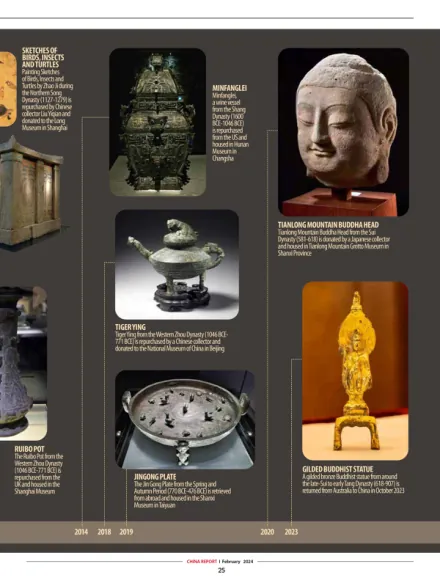 SKETCHES OF
BIRDS, INSECTS
AND TURTLES
Painting Sketches
of Birds, Insects and
Turtles by Zhao Ji during
the Northern Song
Dynasty (1127-1279) is
repurchased by Chinese
collector Liu Yiqian and
donated to the Long
Museum in Shanghai
MINFANGLEI
Minfanglei,
a wine vessel
from the Shang
Dynasty (1600
BCE-1046 BCE)
is repurchased
from the US and
housed in Hunan
Museum in
Changsha
TIANLONG MOUNTAIN BUDDHA HEAD
Tianlong Mountain Buddha Head from the Sui
Dynasty (581-618) is donated by a Japanese collector
and housed in Tianlong Mountain Grotto Museum in
Shanxi Province
TIGER YING
Tiger Ying from the Western Zhou Dynasty (1046 BCE-
771 BCE) is repurchased by a Chinese collector and
donated to the National Museum of China in Beijing
RUIBO POT
The Ruibo Pot from the
Western Zhou Dynasty
(1046 BCE-771 BCE) is
repurchased from the
UK and housed in the
Shanghai Museum
JINGONG PLATE
The Jin Gong Plate from the Spring and
Autumn Period (770 BCE-476 BCE) is retrieved
from abroad and housed in the Shanxi
Museum in Taiyuan
GILDED BUDDHIST STATUE
A gilded bronze Buddhist statue from around
the late-Sui to early Tang Dynasty (618-907) is
returned from Australia to China in October 2023
2014 2018 2019 2020 2023
CHINA REPORT I February 2024
25